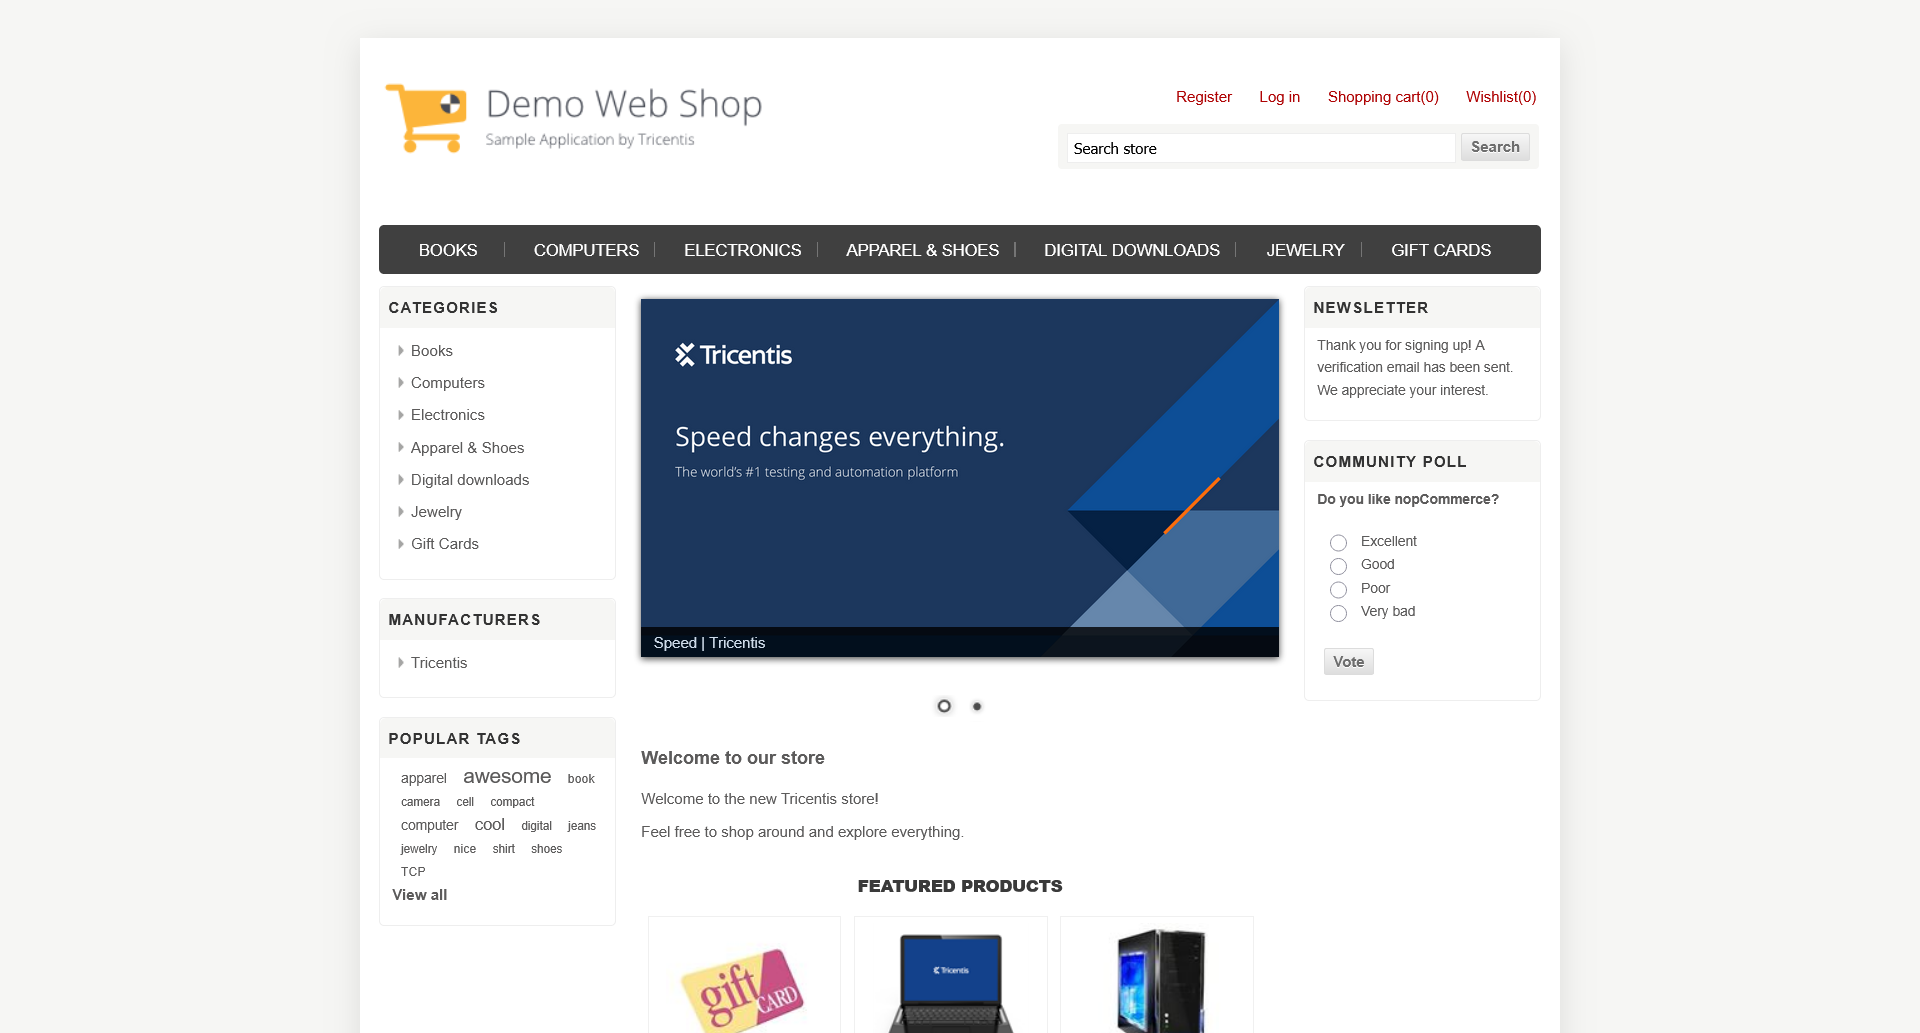 Demo Web Shop
Sample Application by Tricentis
Register Log in Shopping cart(0) Wishlist(0)
Search store Search
BOOKS COMPUTERS ELECTRONICS APPAREL & SHOES DIGITAL DOWNLOADS JEWELRY GIFT CARDS
CATEGORIES
Books
Computers
Electronics
Apparel & Shoes
Digital downloads
Jewelry
Gift Cards
MANUFACTURERS
Tricentis
POPULAR TAGS
apparel awesome book
camera cell compact
computer cool digital jeans
jewelry nice shirt shoes
TCP
View all
Tricentis
Speed changes everything.
The world's #1 testing and automation platform
Speed | Tricentis
Welcome to our store
Welcome to the new Tricentis store!
Feel free to shop around and explore everything.
FEATURED PRODUCTS
gift CARD
Tricentis
NEWSLETTER
Thank you for signing up! A
verification email has been sent.
We appreciate your interest.
COMMUNITY POLL
Do you like nopCommerce?
Excellent
Good
Poor
Very bad
Vote